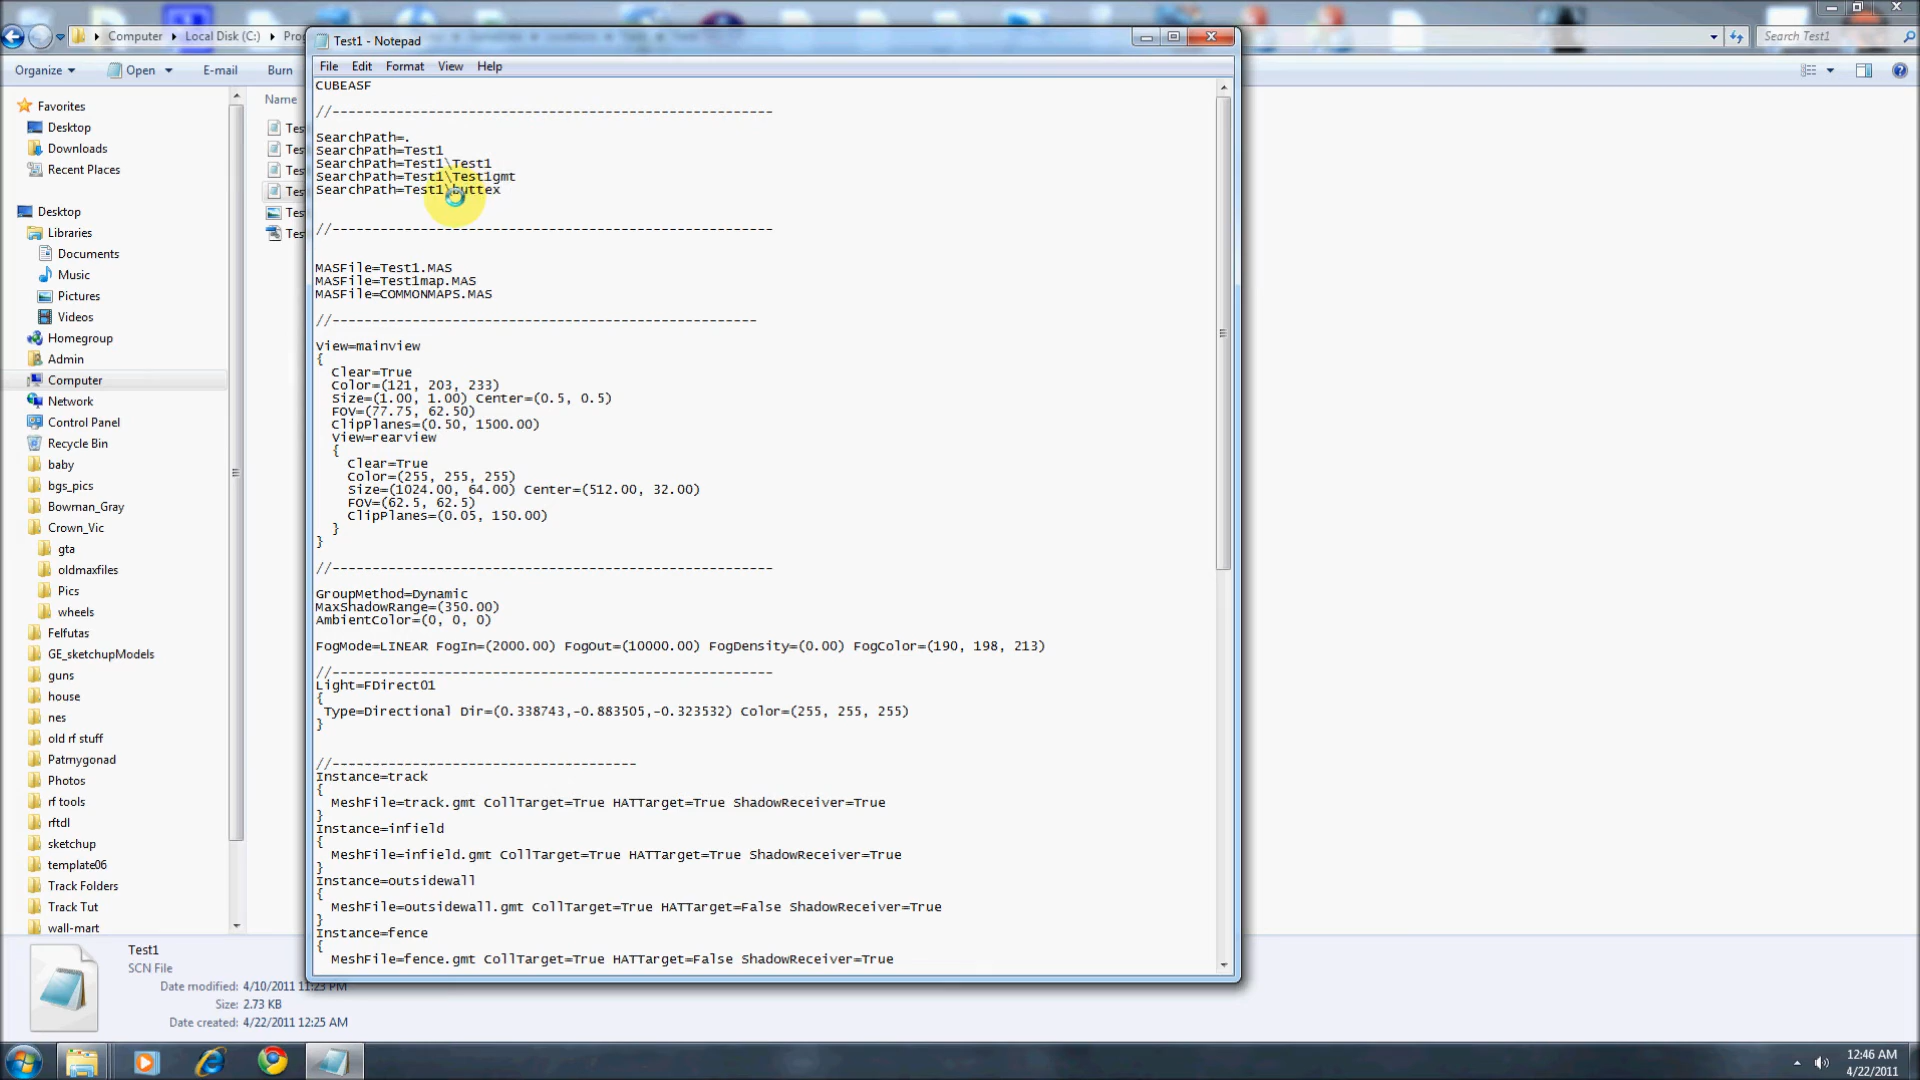 Test1 - Notepad
Computer
Local Disk (C:)
Search Test1
Organize
Open
E-mail
Burn
File
Edit
Format
View
Help
Favorites
Desktop
Downloads
Recent Places
Desktop
Libraries
Documents
Music
Pictures
Videos
Homegroup
Admin
Computer
Network
Control Panel
Recycle Bin
baby
bgs_pics
Bowman_Gray
Crown_Vic
gta
oldmaxfiles
Pics
wheels
Felfutas
GE_sketchupModels
guns
house
nes
old rf stuff
Patmygonad
Photos
rf tools
rftdl
sketchup
template06
Track Folders
Track Tut
wall-mart
Name
CUBEASF
//-------------------------------------------------------
SearchPath=.
SearchPath=Test1
SearchPath=Test1\Test1
SearchPath=Test1\Test1gmt
//-------------------------------------------------------
MASFile=Test1.MAS
MASFile=Test1map.MAS
MASFile=COMMONMAPS.MAS
//-----------------------------------------------------
View=mainview
{
Clear=True
Color=(121, 203, 233)
Size=(1.00, 1.00) Center=(0.5, 0.5)
FOV=(77.75, 62.50)
ClipPlanes=(0.50, 1500.00)
View=rearview
{
Clear=True
Color=(255, 255, 255)
Size=(1024.00, 64.00) Center=(512.00, 32.00)
FOV=(62.5, 62.5)
ClipPlanes=(0.05, 150.00)
}
}
//-------------------------------------------------------
GroupMethod=Dynamic
MaxShadowRange=(350.00)
AmbientColor=(0, 0, 0)
FogMode=LINEAR FogIn=(2000.00) FogOut=(10000.00) FogDensity=(0.00) FogColor=(190, 198, 213)
//-------------------------------------------------------
Light=FDirect01
{
Type=Directional Dir=(0.338743,-0.883505,-0.323532) Color=(255, 255, 255)
}
//--------------------------------------
Instance=track
{
MeshFile=track.gmt CollTarget=True HATTarget=True ShadowReceiver=True
}
Instance=infield
{
MeshFile=infield.gmt CollTarget=True HATTarget=True ShadowReceiver=True
}
Instance=outsidewall
{
MeshFile=outsidewall.gmt CollTarget=True HATTarget=False ShadowReceiver=True
}
Instance=fence
{
MeshFile=fence.gmt CollTarget=True HATTarget=False ShadowReceiver=True
Test1
SCN File
Date modified: 4/10/2011 11:23 PM
Size: 2.73 KB
Date created: 4/22/2011 12:25 AM
12:46 AM
4/22/2011